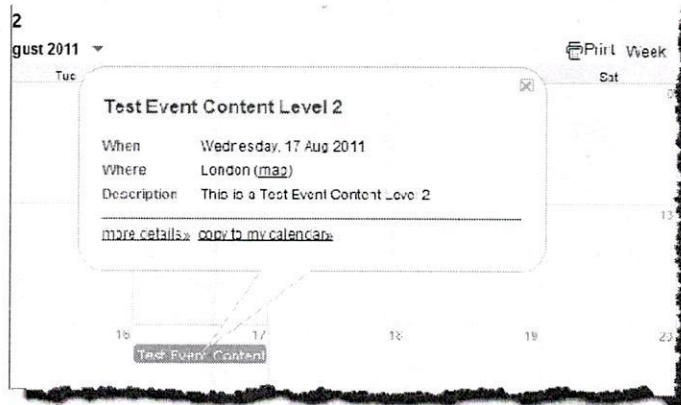 2
gust 2011
Print Week
Tue
Sat
Test Event Content Level 2
When Wednesday, 17 Aug 2011
Where London (map)
Description This is a Test Event Content Level 2
more details» copy to my calendar»
13
16 17 18 19 20
Test Event Content